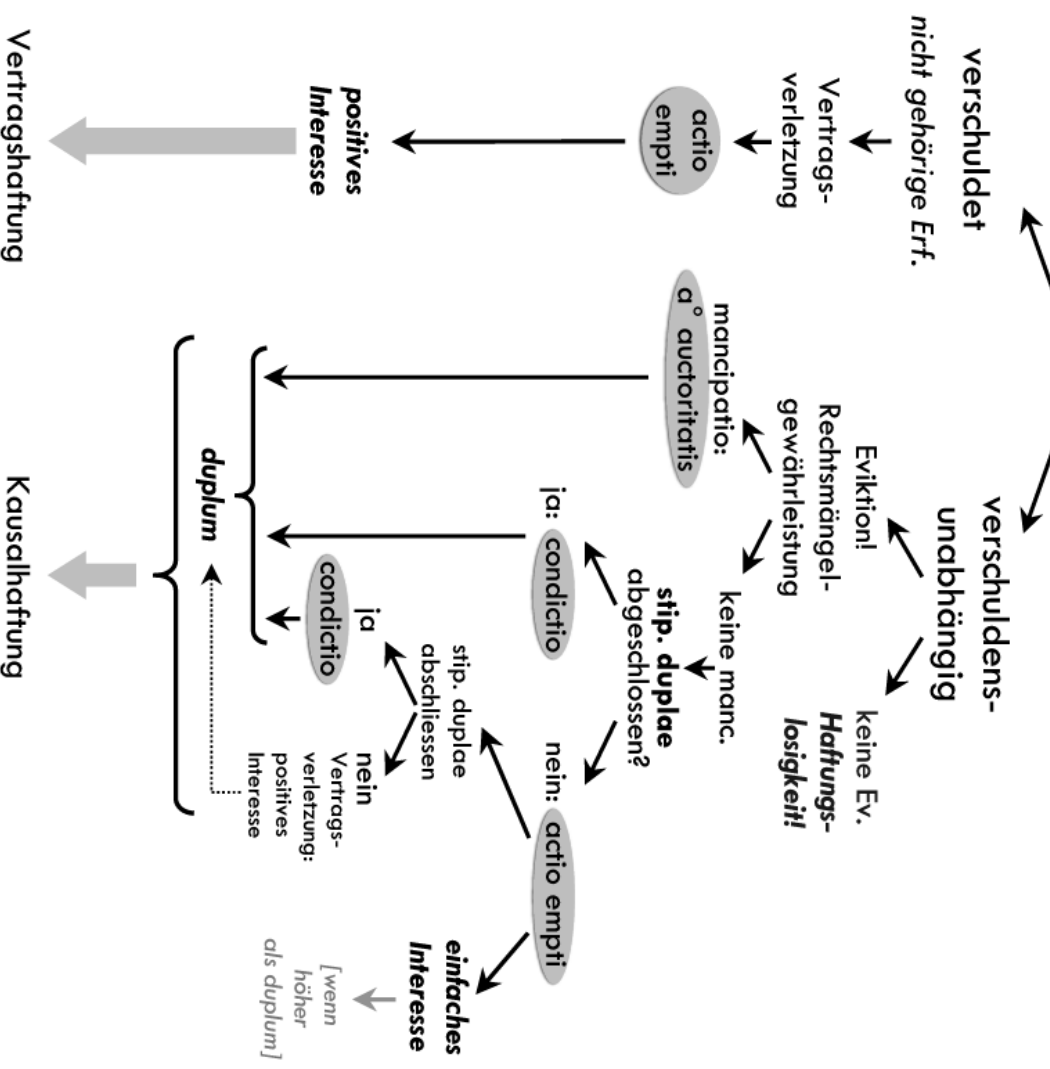 verschuldet
nicht gehörige Erf.
Vertrags-
verletzung
actio
empti
positives
Interesse
Vertragshaftung
verschuldens-
unabhängig
Eviktion!
Rechtsmängel-
gewährleistung
keine Ev.
Haftungs-
losigkeit!
mancipatio:
a° auctoritatis
keine manc.
stip. duplae
abgeschlossen?
ja: condictio
nein: actio empti
stip. duplae
abschliessen
ja
condictio
nein
Vertrags-
verletzung:
positives
Interesse
einfaches
Interesse
[wenn
höher
als duplum]
duplum
Kausalhaftung